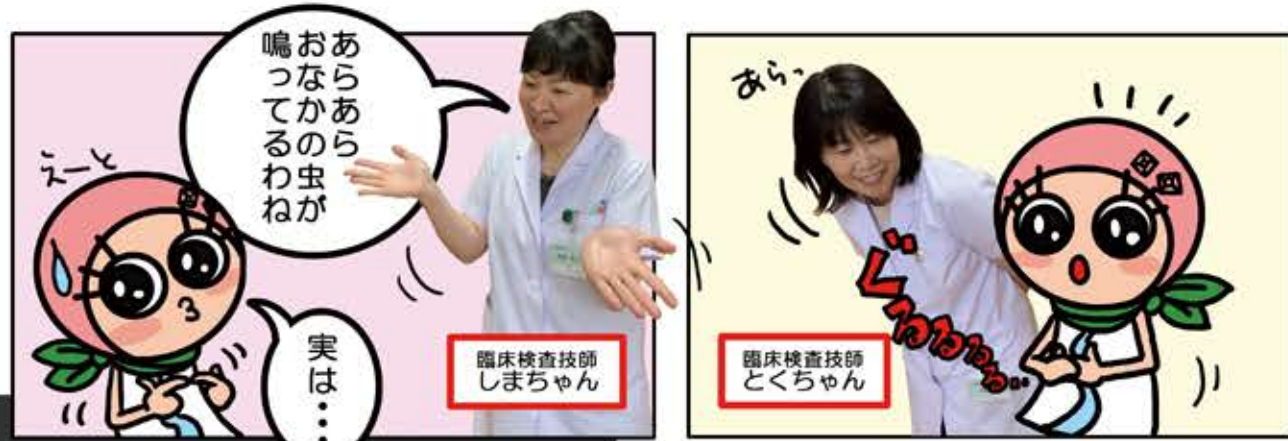 あらっ
ぐるるるる…
臨床検査技師
とくちゃん
あらあら
おなかの虫が
鳴ってるわね
えーと
実は・・・
臨床検査技師
しまちゃん